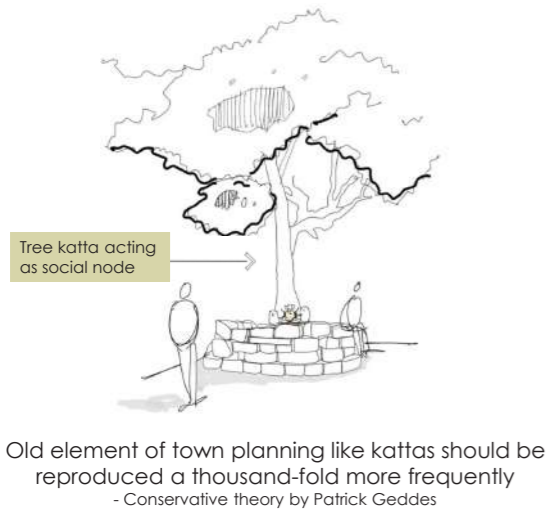 Tree katta acting
as social node
Old element of town planning like kattas should be
reproduced a thousand-fold more frequently
- Conservative theory by Patrick Geddes